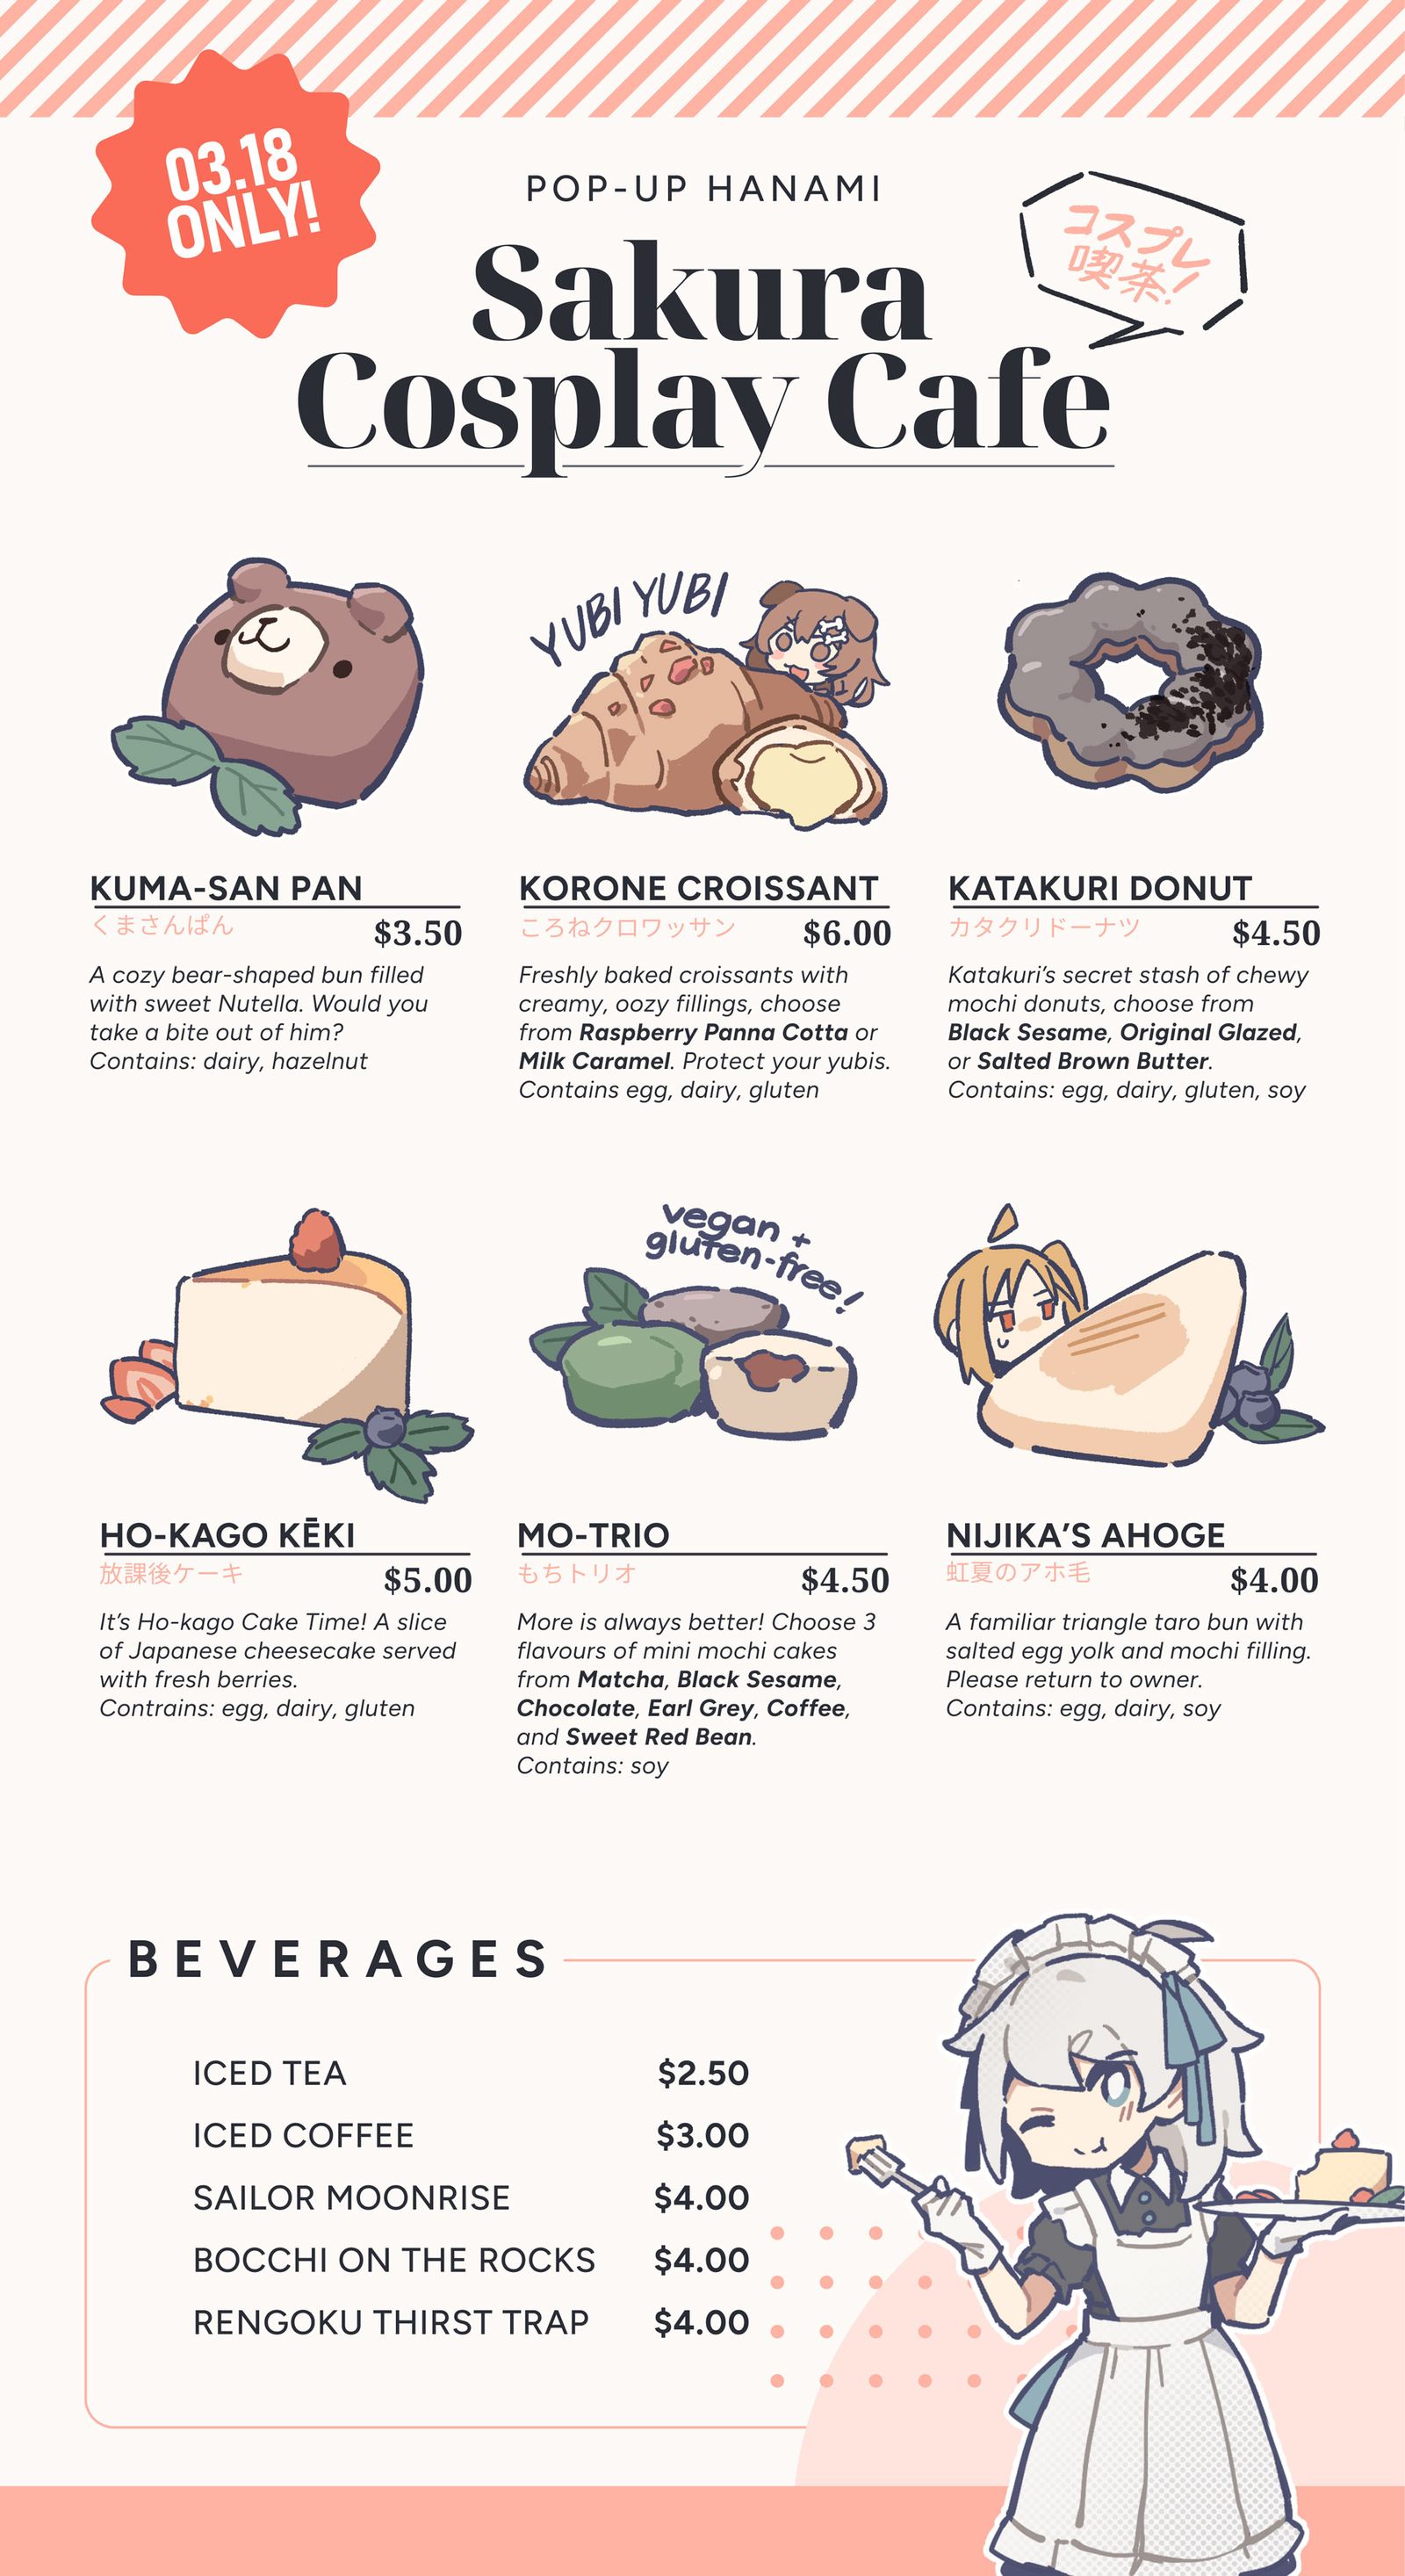 03.18
ONLY!
POP-UP HANAMI
Sakura
Cosplay Cafe
コスプレ
喫茶!
YUBI YUBI
KUMA-SAN PAN
くまさんぱん
$3.50
A cozy bear-shaped bun filled
with sweet Nutella. Would you
take a bite out of him?
Contains: dairy, hazelnut
KORONE CROISSANT
ころねクロワッサン
$6.00
Freshly baked croissants with
creamy, oozy fillings, choose
from Raspberry Panna Cotta or
Milk Caramel. Protect your yubis.
Contains egg, dairy, gluten
KATAKURI DONUT
カタクリドーナツ
$4.50
Katakuri's secret stash of chewy
mochi donuts, choose from
Black Sesame, Original Glazed,
or Salted Brown Butter.
Contains: egg, dairy, gluten, soy
HO-KAGO KĒKI
放課後ケーキ
$5.00
It's Ho-kago Cake Time! A slice
of Japanese cheesecake served
with fresh berries.
Contrains: egg, dairy, gluten
vegan +
gluten-free!
MO-TRIO
もちトリオ
$4.50
More is always better! Choose 3
flavours of mini mochi cakes
from Matcha, Black Sesame,
Chocolate, Earl Grey, Coffee,
and Sweet Red Bean.
Contains: soy
NIJIKA'S AHOGE
虹夏のアホ毛
$4.00
A familiar triangle taro bun with
salted egg yolk and mochi filling.
Please return to owner.
Contains: egg, dairy, soy
BEVERAGES
ICED TEA $2.50
ICED COFFEE $3.00
SAILOR MOONRISE $4.00
BOCCHI ON THE ROCKS $4.00
RENGOKU THIRST TRAP $4.00